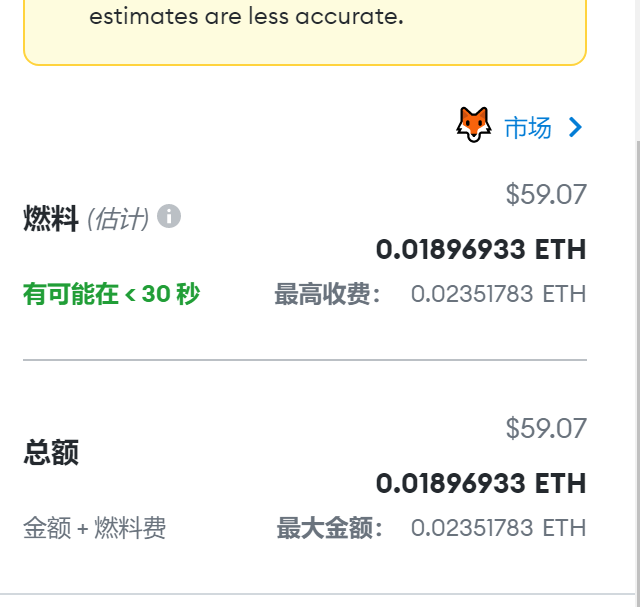 estimates are less accurate.
市场
$59.07
燃料 (估计)
0.01896933 ETH
有可能在 < 30 秒 最高收费： 0.02351783 ETH
$59.07
总额
0.01896933 ETH
金额 + 燃料费 最大金额： 0.02351783 ETH